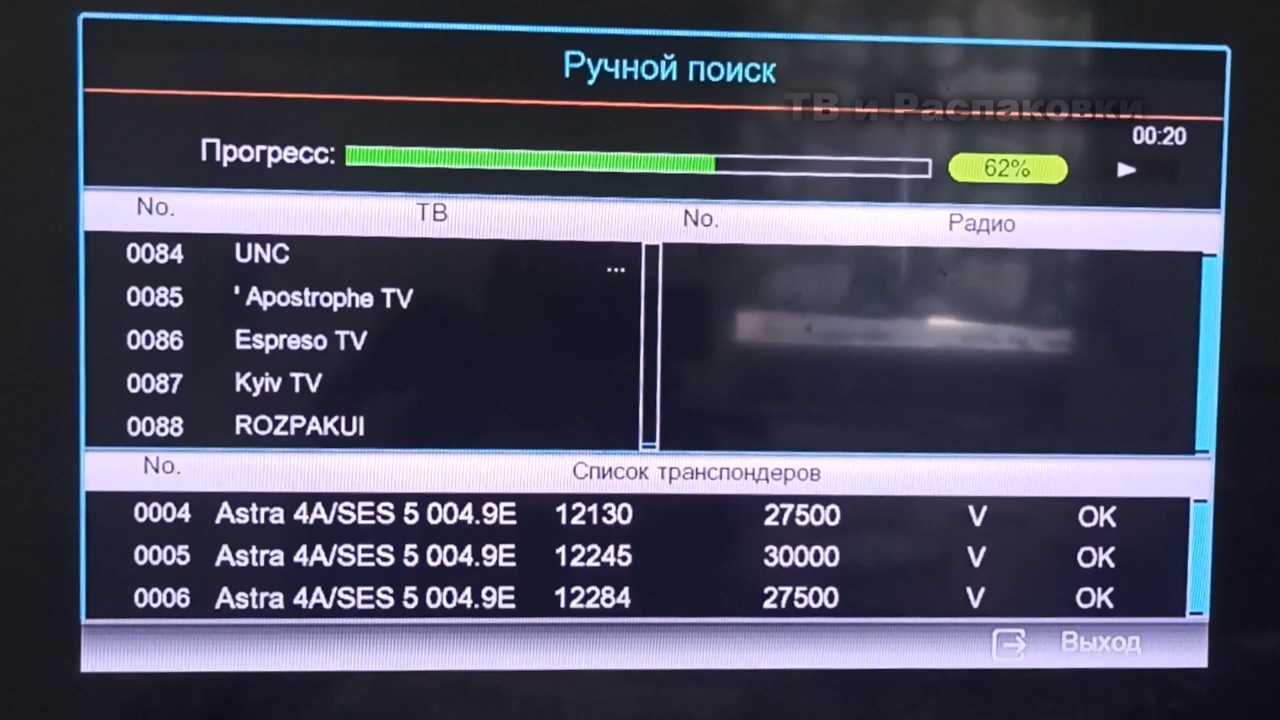 Ручной поиск
ТВ и Распаковки
00:20
Прогресс: 62%
No. ТВ No. Радио
0084 UNC ...
0085 ' Apostrophe TV
0086 Espreso TV
0087 Kyiv TV
0088 ROZPAKUI
No. Список транспондеров
0004 Astra 4A/SES 5 004.9E 12130 27500 V OK
0005 Astra 4A/SES 5 004.9E 12245 30000 V OK
0006 Astra 4A/SES 5 004.9E 12284 27500 V OK
Выход